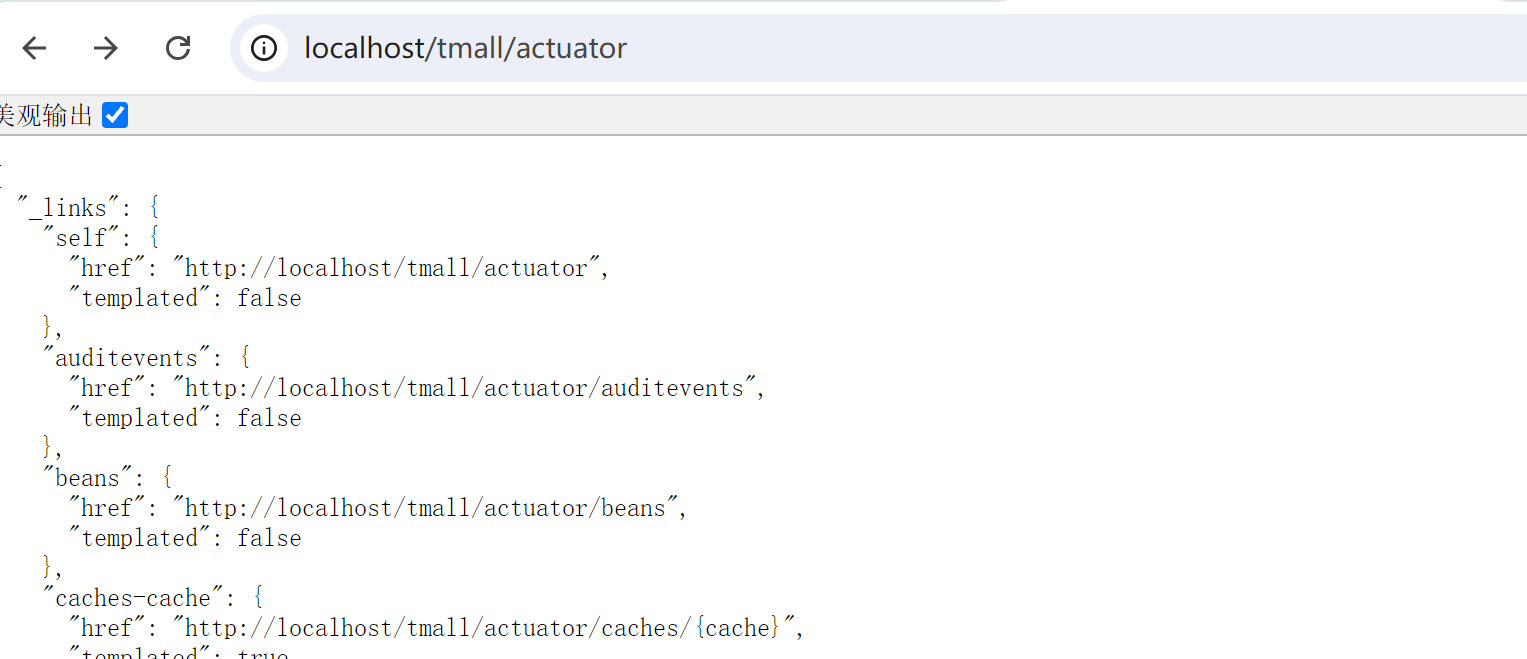 localhost/tmall/actuator
美观输出
{
"_links": {
"self": {
"href": "http://localhost/tmall/actuator",
"templated": false
},
"auditevents": {
"href": "http://localhost/tmall/actuator/auditevents",
"templated": false
},
"beans": {
"href": "http://localhost/tmall/actuator/beans",
"templated": false
},
"caches-cache": {
"href": "http://localhost/tmall/actuator/caches/{cache}",
"templated": true